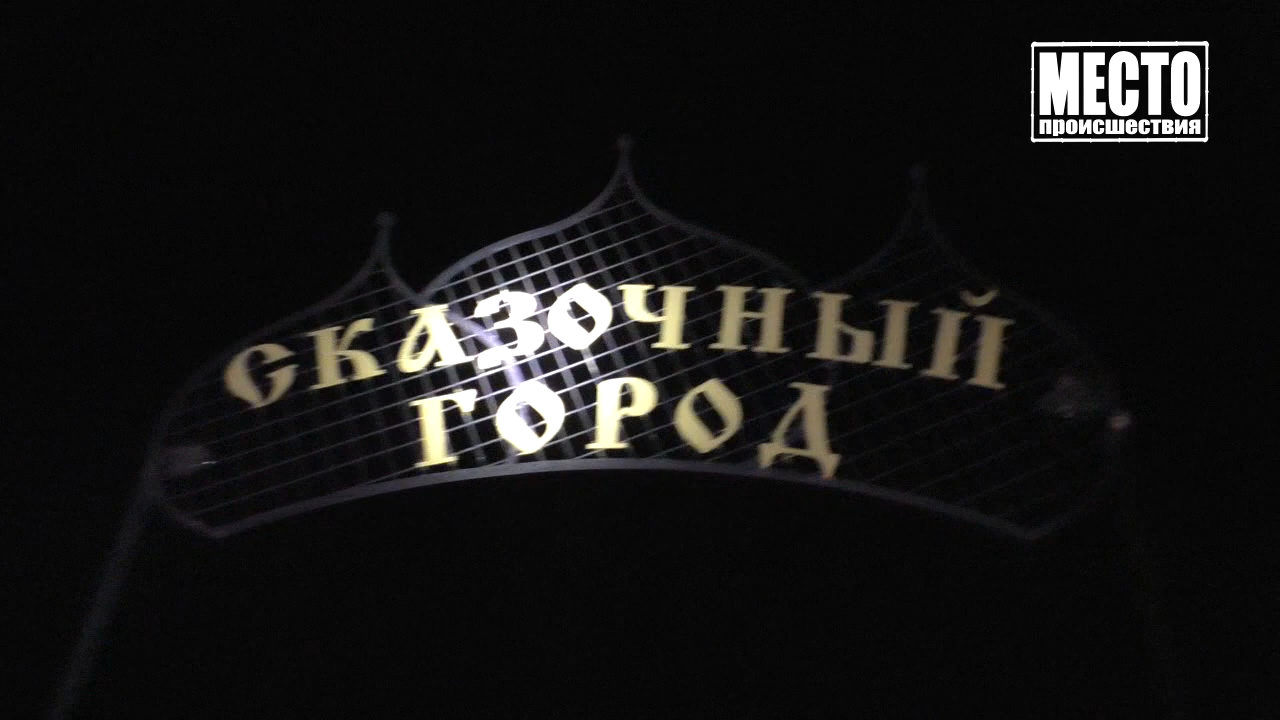 МЕСТО
происшествия
СКАЗОЧНЫЙ
ГОРОД